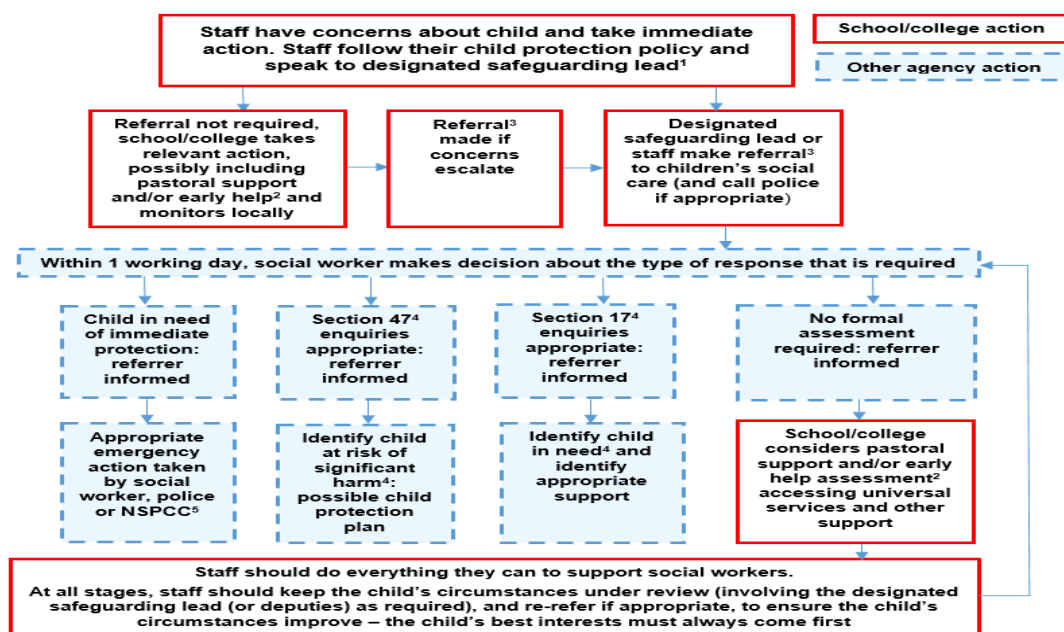 Staff have concerns about child and take immediate
action. Staff follow their child protection policy and
speak to designated safeguarding lead¹
School/college action
Other agency action
Referral not required,
school/college takes
relevant action,
possibly including
pastoral support
and/or early help² and
monitors locally
Referral³
made if
concerns
escalate
Designated
safeguarding lead or
staff make referral³
to children’s social
care (and call police
if appropriate)
Within 1 working day, social worker makes decision about the type of response that is required
Child in need
of immediate
protection:
referrer
informed
Section 47⁴
enquiries
appropriate:
referrer
informed
Section 17⁴
enquiries
appropriate:
referrer
informed
No formal
assessment
required: referrer
informed
Appropriate
emergency
action taken
by social
worker, police
or NSPCC⁵
Identify child
at risk of
significant
harm⁴:
possible child
protection
plan
Identify child
in need⁴ and
identify
appropriate
support
School/college
considers pastoral
support and/or early
help assessment²
accessing universal
services and other
support
Staff should do everything they can to support social workers.
At all stages, staff should keep the child’s circumstances under review (involving the designated
safeguarding lead (or deputies) as required), and re-refer if appropriate, to ensure the child’s
circumstances improve – the child’s best interests must always come first